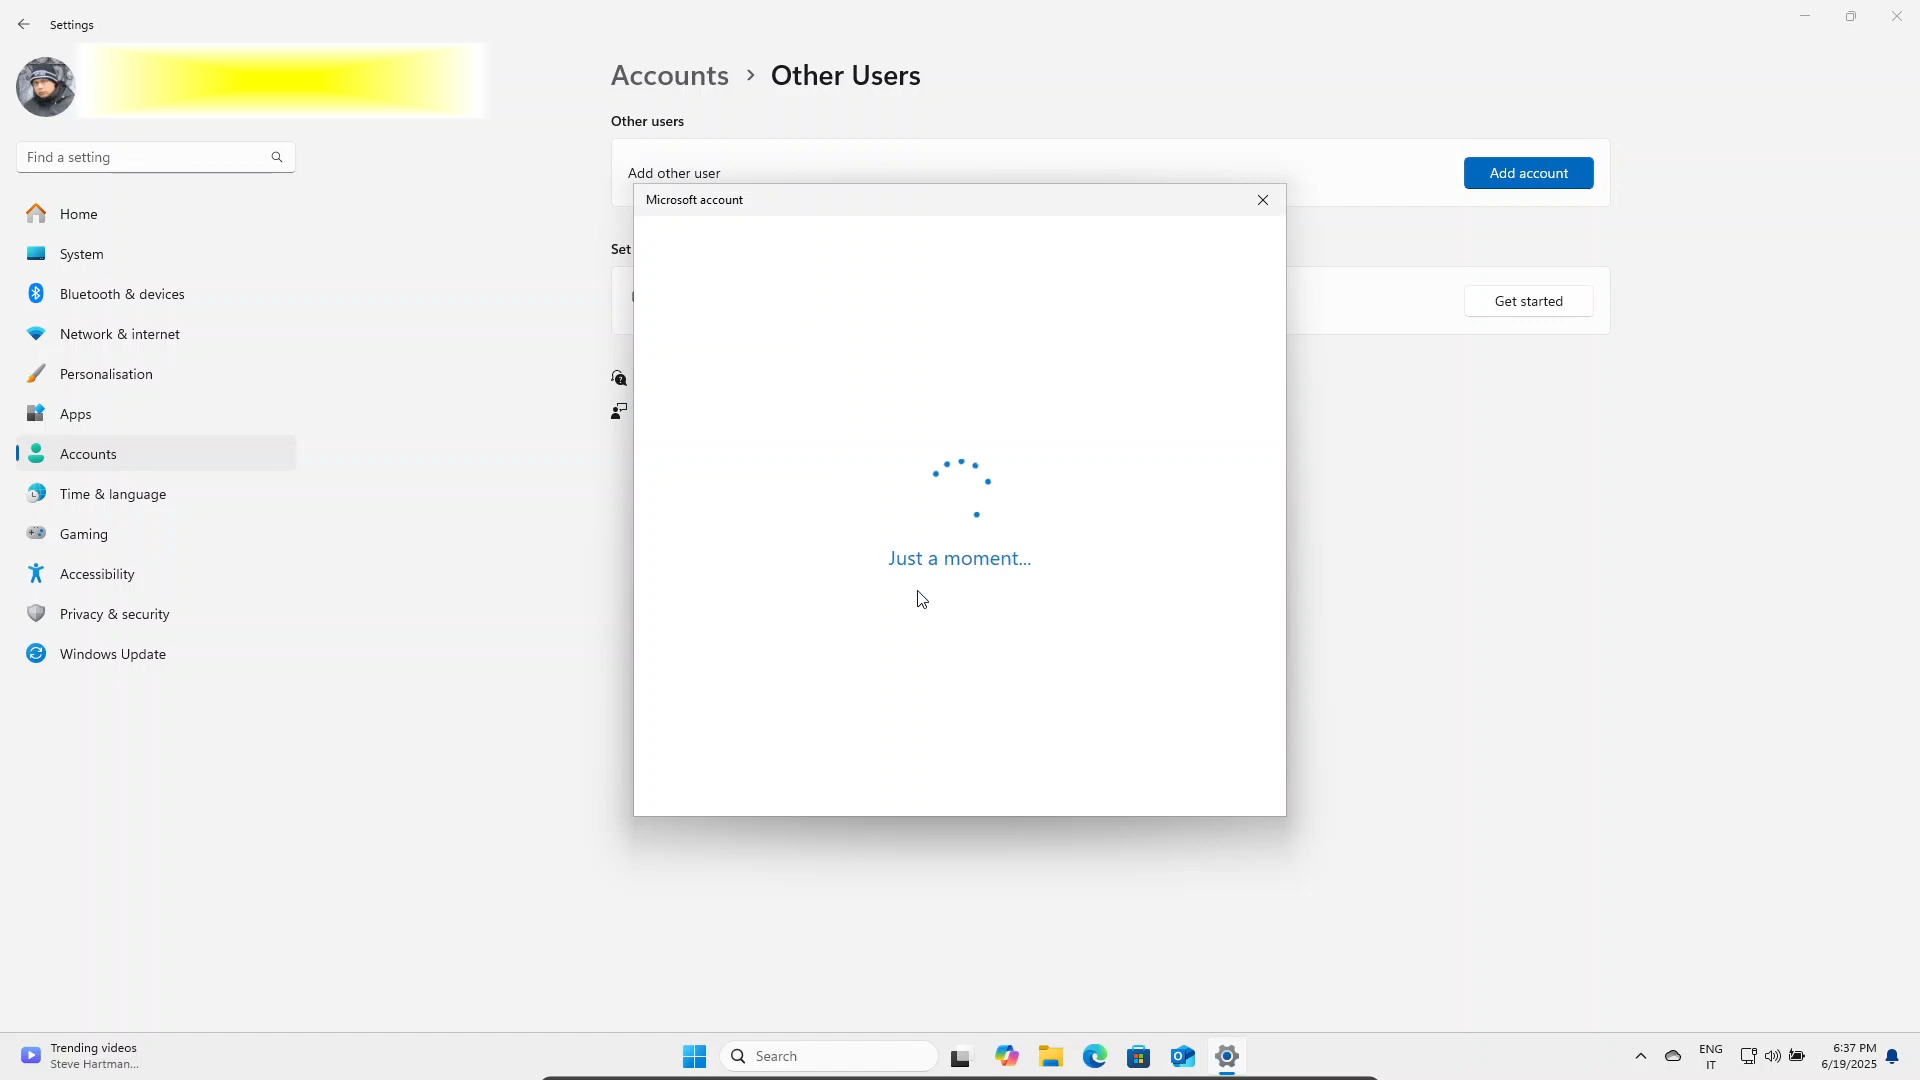 Settings
Accounts > Other Users
Other users
Find a setting
Add other user
Add account
Microsoft account
Home
Set
System
Bluetooth & devices
Get started
Network & internet
Personalisation
Apps
Accounts
Time & language
Gaming
Just a moment...
Accessibility
Privacy & security
Windows Update
Trending videos
Steve Hartman...
Search
ENG
IT
6:37 PM
6/19/2025